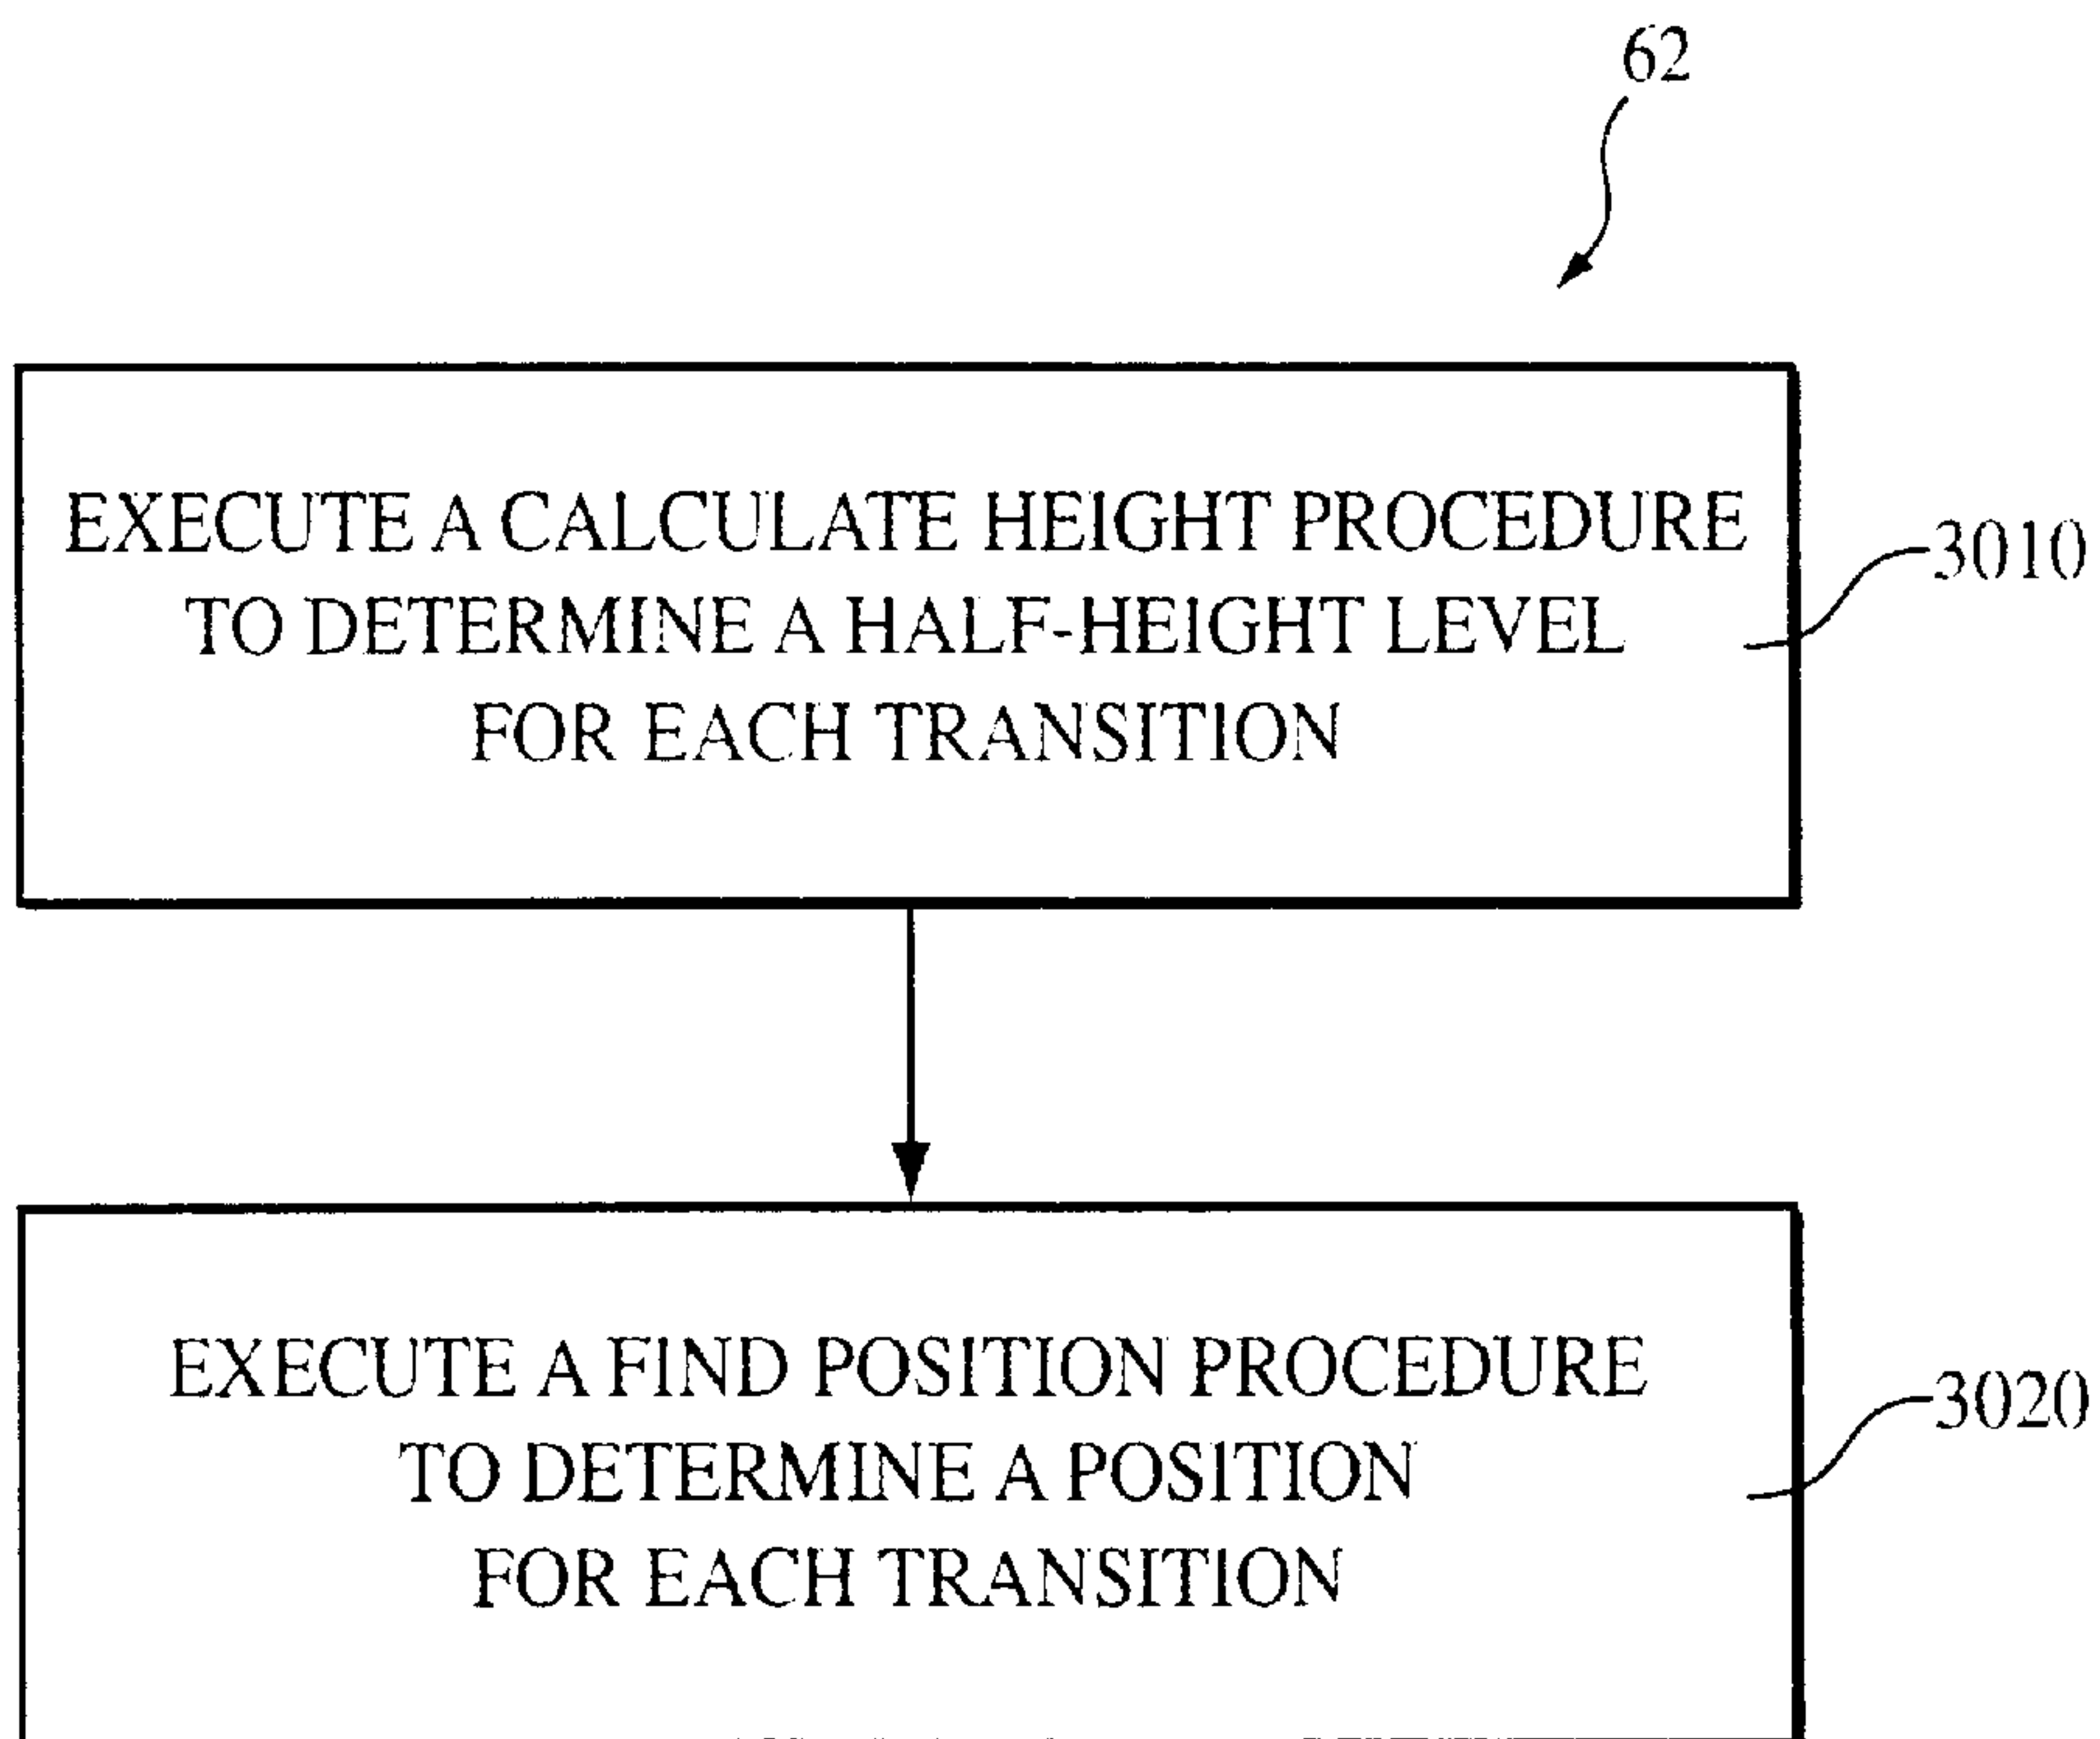 62
EXECUTE A CALCULATE HEIGHT PROCEDURE
TO DETERMINE A HALF-HEIGHT LEVEL
FOR EACH TRANSITION
3010
EXECUTE A FIND POSITION PROCEDURE
TO DETERMINE A POSITION
FOR EACH TRANSITION
3020